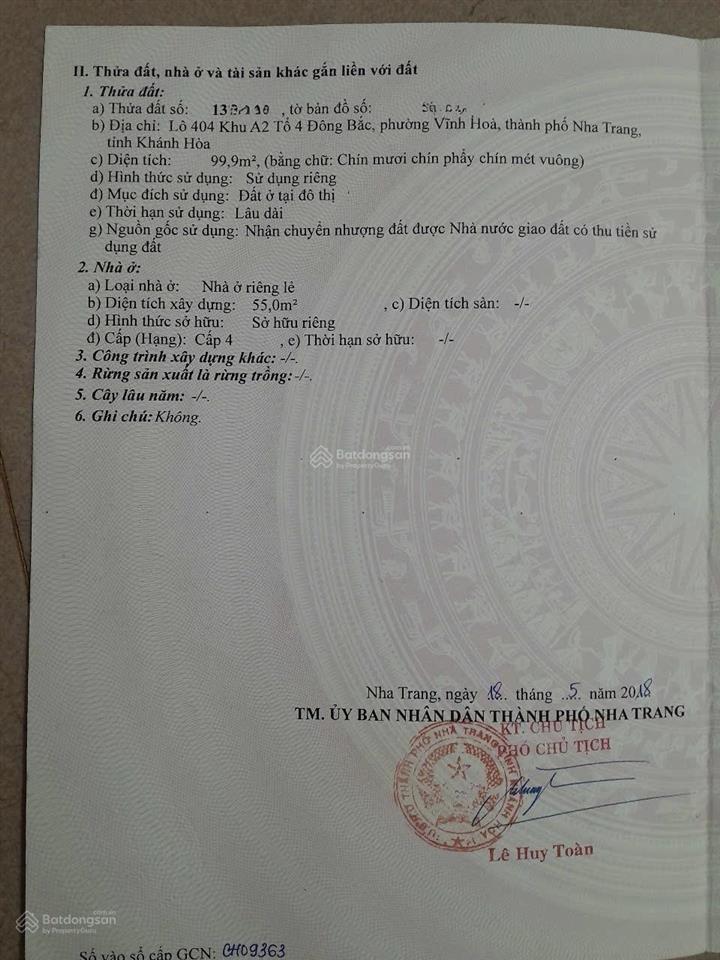 II. Thửa đất, nhà ở và tài sản khác gắn liền với đất
1. Thửa đất:
a) Thửa đất số: , tờ bản đồ số:
b) Địa chỉ: Lô 404 Khu A2 Tổ 4 Đông Bắc, phường Vĩnh Hoà, thành phố Nha Trang,
tỉnh Khánh Hòa
c) Diện tích: 99,9m², (bằng chữ: Chín mươi chín phẩy chín mét vuông)
d) Hình thức sử dụng: Sử dụng riêng
đ) Mục đích sử dụng: Đất ở tại đô thị
e) Thời hạn sử dụng: Lâu dài
g) Nguồn gốc sử dụng: Nhận chuyển nhượng đất được Nhà nước giao đất có thu tiền sử
dụng đất
2. Nhà ở:
a) Loại nhà ở: Nhà ở riêng lẻ
b) Diện tích xây dựng: 55,0m² , c) Diện tích sàn: -/-
d) Hình thức sở hữu: Sở hữu riêng
đ) Cấp (Hạng): Cấp 4 , e) Thời hạn sở hữu: -/-
3. Công trình xây dựng khác: -/-.
4. Rừng sản xuất là rừng trồng: -/-.
5. Cây lâu năm: -/-.
6. Ghi chú: Không.
Batdongsan
by PropertyGuru
Nha Trang, ngày 18 tháng 5 năm 2018
TM. ỦY BAN NHÂN DÂN THÀNH PHỐ NHA TRANG
KT. CHỦ TỊCH
PHÓ CHỦ TỊCH
Lê Huy Toàn
Batdongsan
by PropertyGuru
Số vào sổ cấp GCN: CH09363